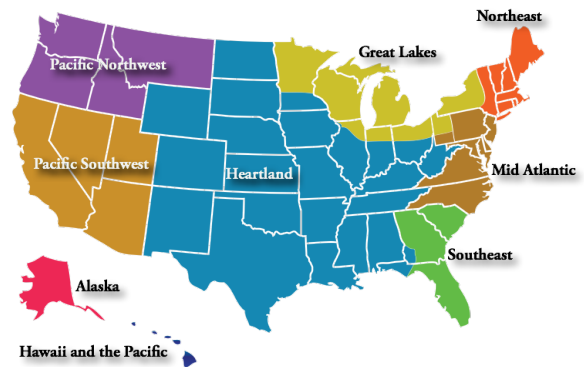 Northeast
Great Lakes
Pacific Northwest
Pacific Southwest
Heartland
Mid Atlantic
Southeast
Alaska
Hawaii and the Pacific